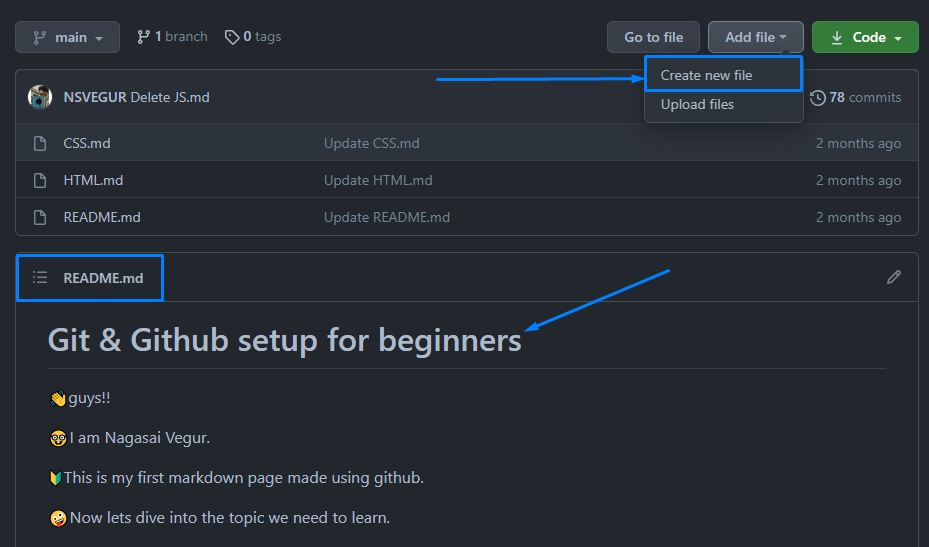 main
1 branch
0 tags
Go to file
Add file
Code
Create new file
Upload files
NSVEGUR Delete JS.md
78 commits
CSS.md Update CSS.md 2 months ago
HTML.md Update HTML.md 2 months ago
README.md Update README.md 2 months ago
README.md
Git & Github setup for beginners
👋guys!!
🤓I am Nagasai Vegur.
🔰This is my first markdown page made using github.
🤪Now lets dive into the topic we need to learn.